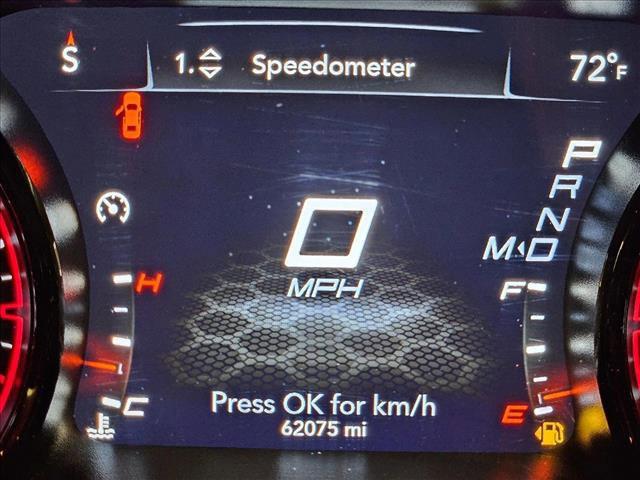 S
1. Speedometer
72°F
P
R
N
M D
0
MPH
H
C
F
E
Press OK for km/h
62075 mi